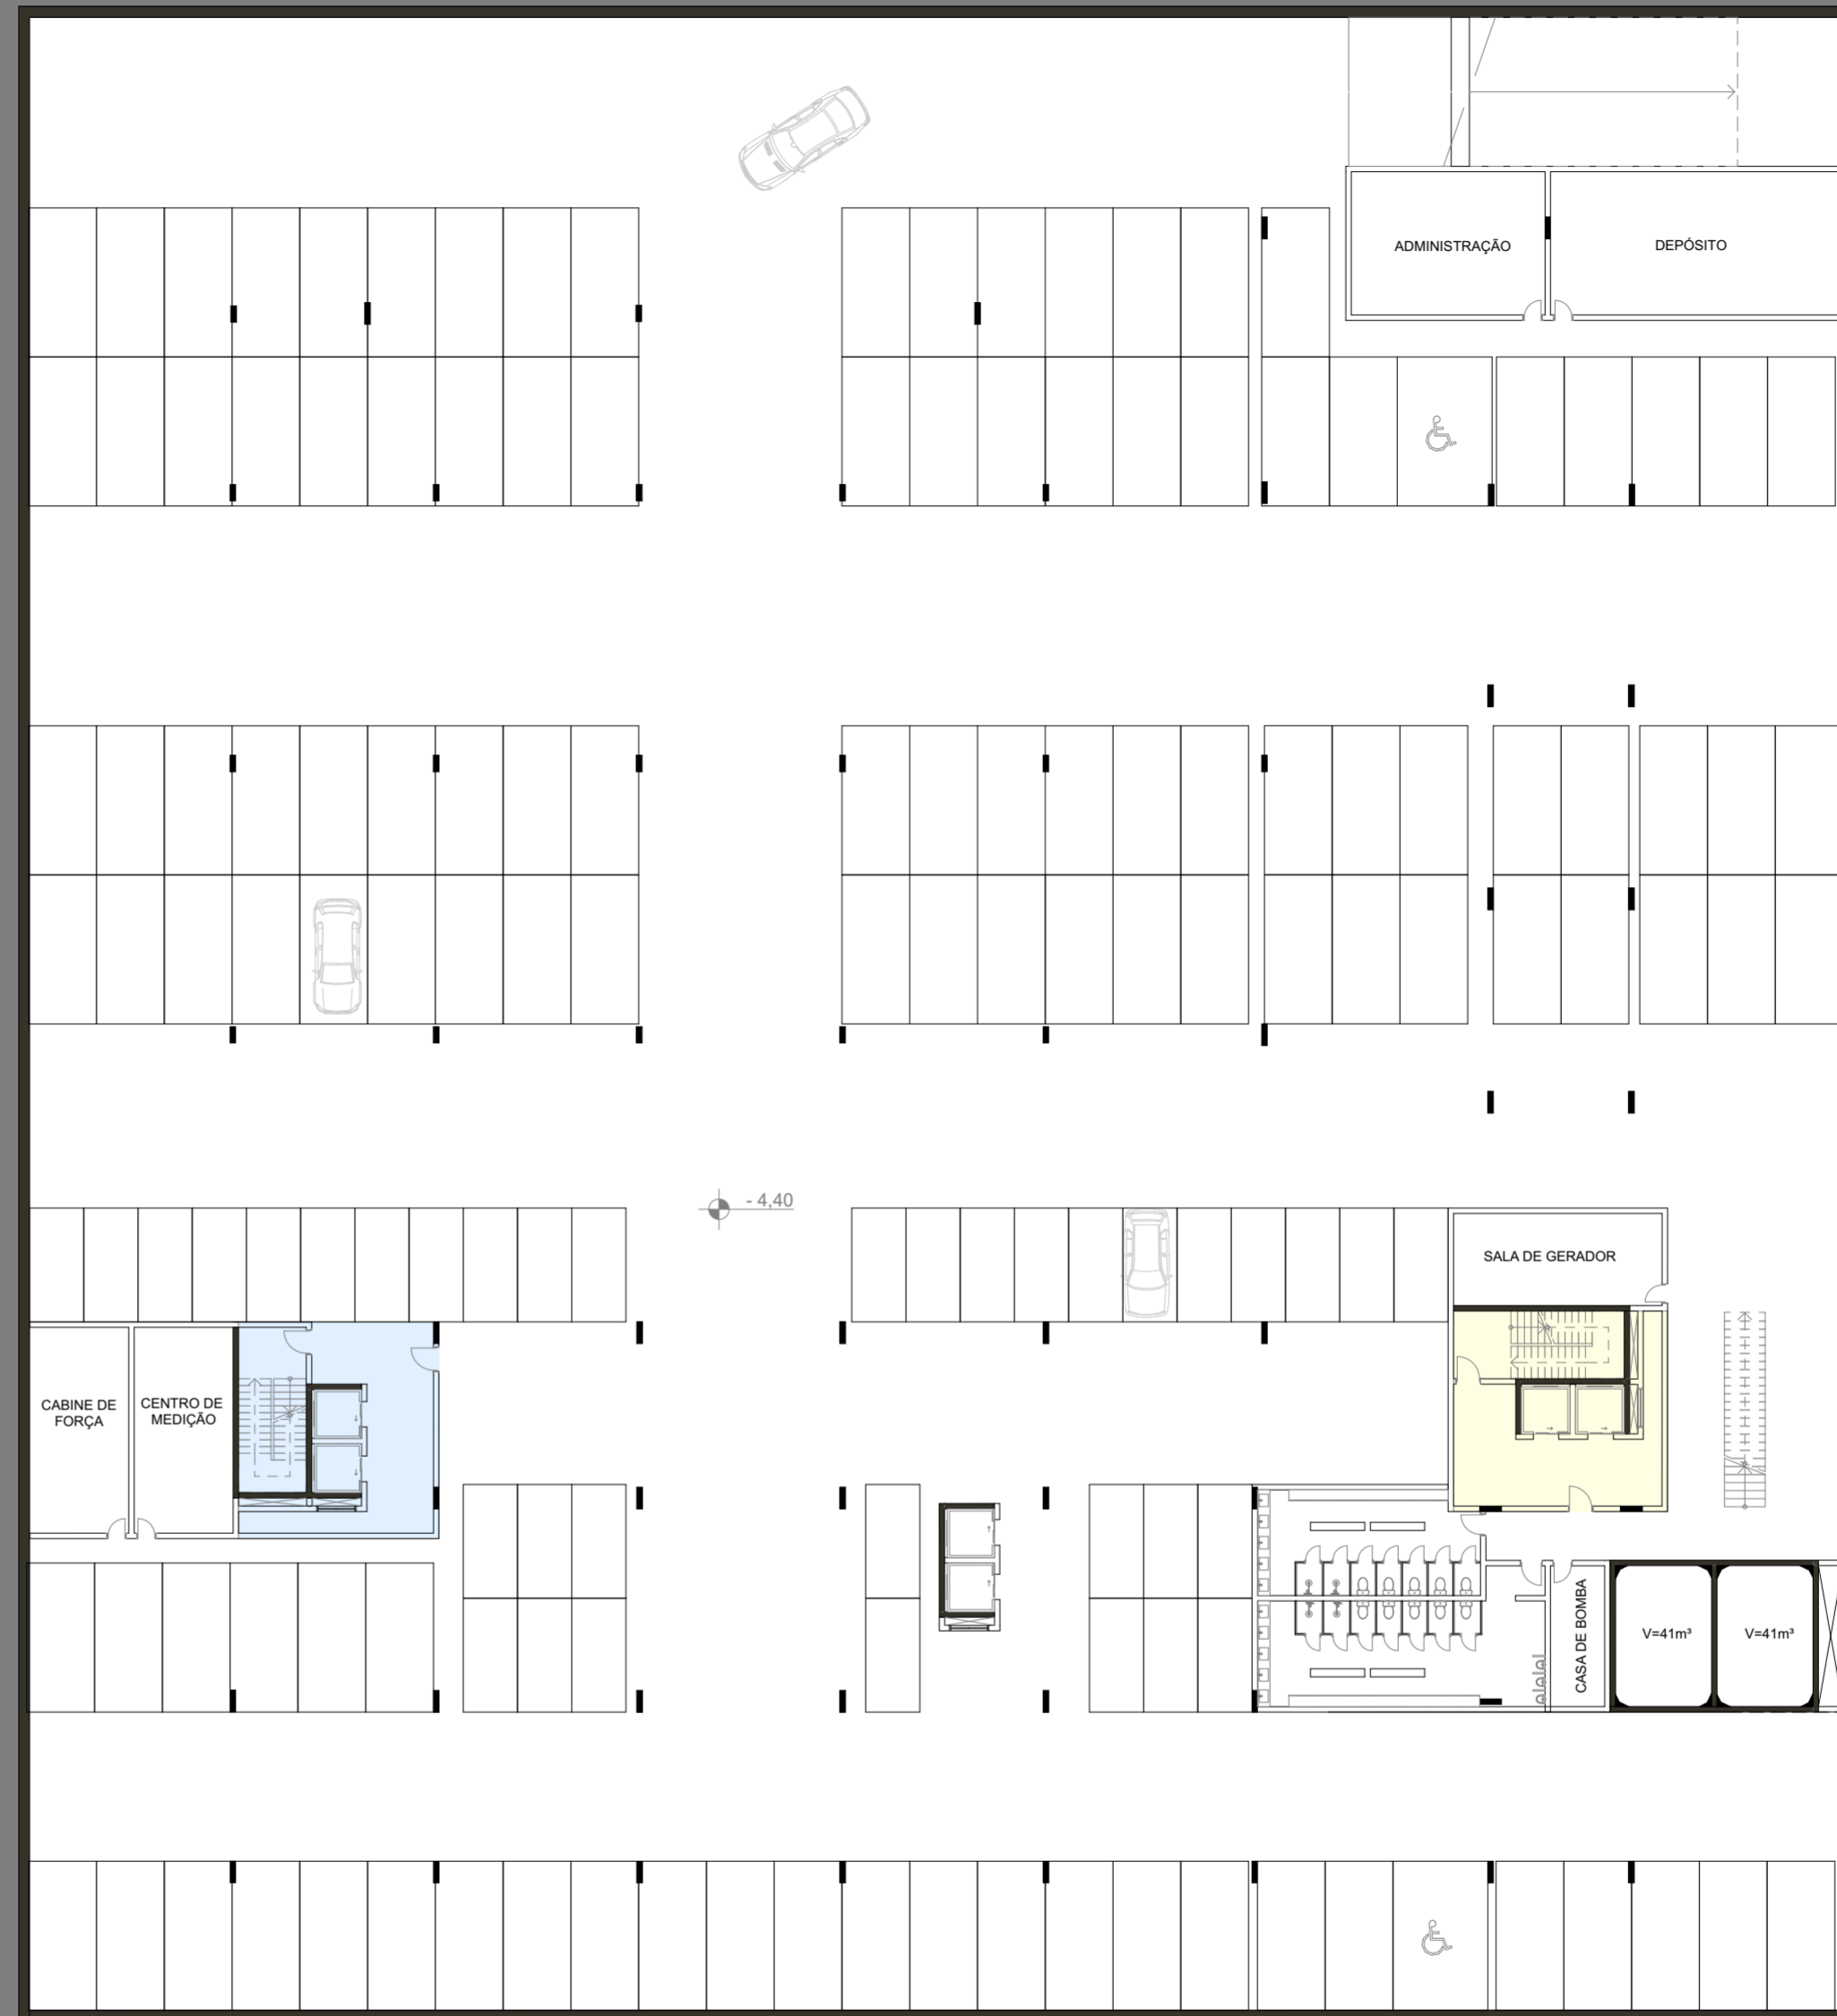 ADMINISTRAÇÃO
DEPÓSITO
- 4,40
SALA DE GERADOR
CABINE DE
FORÇA
CENTRO DE
MEDIÇÃO
CASA DE BOMBA
V=41m³
V=41m³